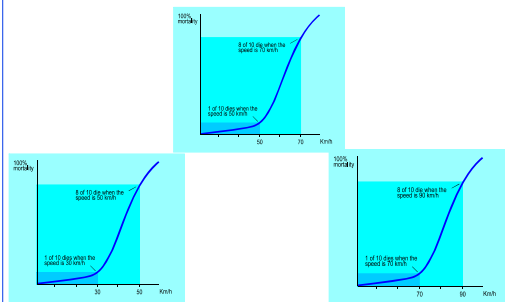 100%
mortality
8 of 10 die when the
speed is 70 km/h
1 of 10 dies when the
speed is 50 km/h
50 70 Km/h
100%
mortality
8 of 10 die when the
speed is 50 km/h
1 of 10 dies when the
speed is 30 km/h
30 50 Km/h
100%
mortality
8 of 10 die when the
speed is 90 km/h
1 of 10 dies when the
speed is 70 km/h
70 90 Km/h